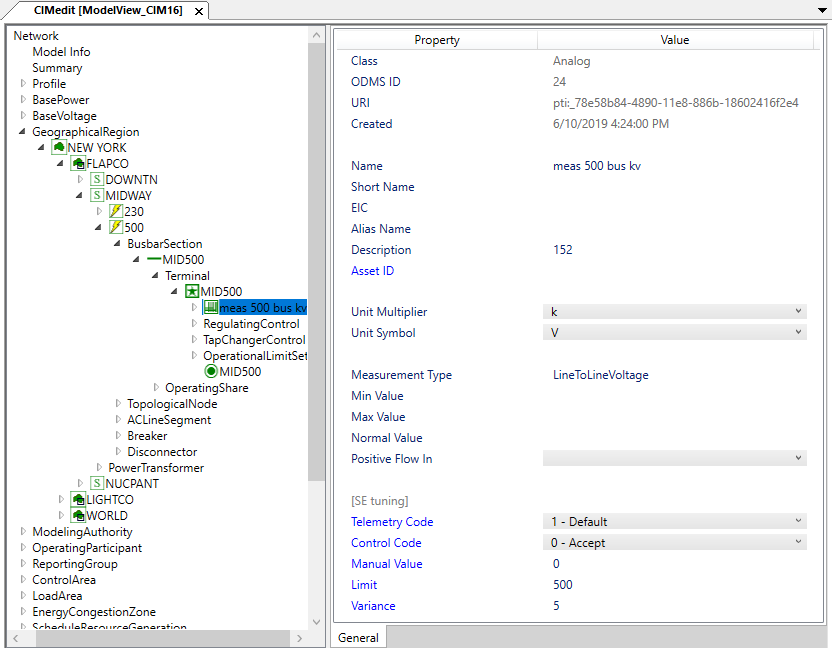 CIMedit [ModelView_CIM16]
Network
Model Info
Summary
Profile
BasePower
BaseVoltage
GeographicalRegion
NEW YORK
FLAPCO
S DOWNTN
S MIDWAY
230
500
BusbarSection
MID500
Terminal
MID500
meas 500 bus kv
RegulatingControl
TapChangerControl
OperationalLimitSet
MID500
OperatingShare
TopologicalNode
ACLineSegment
Breaker
Disconnector
PowerTransformer
S NUCPANT
LIGHTCO
WORLD
ModelingAuthority
OperatingParticipant
ReportingGroup
ControlArea
LoadArea
EnergyCongestionZone
ScheduleResourceGeneration
Property Value
Class Analog
ODMS ID 24
URI pti:_78e58b84-4890-11e8-886b-18602416f2e4
Created 6/10/2019 4:24:00 PM
Name meas 500 bus kv
Short Name
EIC
Alias Name
Description 152
Asset ID
Unit Multiplier k
Unit Symbol V
Measurement Type LineToLineVoltage
Min Value
Max Value
Normal Value
Positive Flow In
[SE tuning]
Telemetry Code 1 - Default
Control Code 0 - Accept
Manual Value 0
Limit 500
Variance 5
General